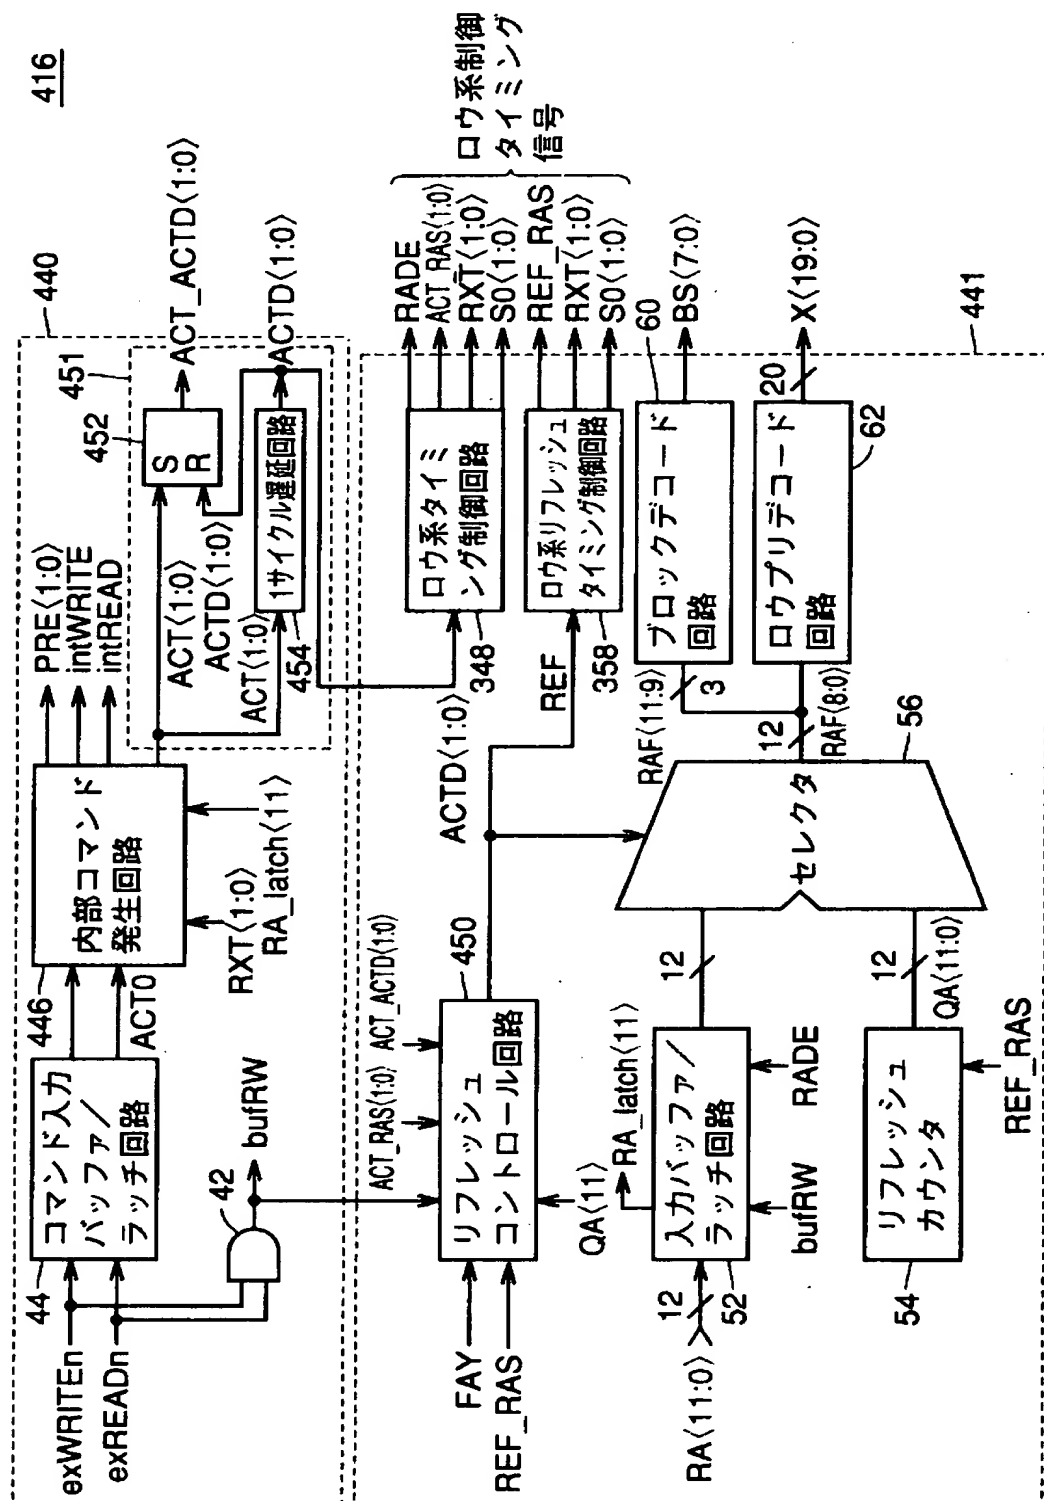 416
440
exWRITEn
exREADn
44
コマンド入力
バッファ/
ラッチ回路
42
bufRW
446
ACT0
内部コマンド
発生回路
RXT⟨1:0⟩
RA_latch⟨11⟩
PRE⟨1:0⟩
intWRITE
intREAD
451
452
S
R
ACT⟨1:0⟩
ACTD⟨1:0⟩
ACT⟨1:0⟩
454
1サイクル遅延回路
ACT_ACTD⟨1:0⟩
ACTD⟨1:0⟩
441
FAY
REF_RAS
ACT_RAS⟨1:0⟩
ACT_ACTD⟨1:0⟩
450
リフレッシュ
コントロール回路
QA⟨11⟩
ACTD⟨1:0⟩
REF
348
ロウ系タイミ
ング制御回路
358
ロウ系リフレッシュ
タイミング制御回路
RADE
ACT_RAS⟨1:0⟩
RXT⟨1:0⟩
S0⟨1:0⟩
REF_RAS
RXT⟨1:0⟩
S0⟨1:0⟩
ロウ系制御
タイミング
信号
RA⟨11:0⟩
12
52
入力バッファ/
ラッチ回路
RA_latch⟨11⟩
bufRW
RADE
12
54
リフレッシュ
カウンタ
REF_RAS
12
QA⟨11:0⟩
セレクタ
56
RAF⟨11:9⟩
3
12
RAF⟨8:0⟩
60
ブロックデコード
回路
BS⟨7:0⟩
ロウプリデコード
回路
62
20
X⟨19:0⟩